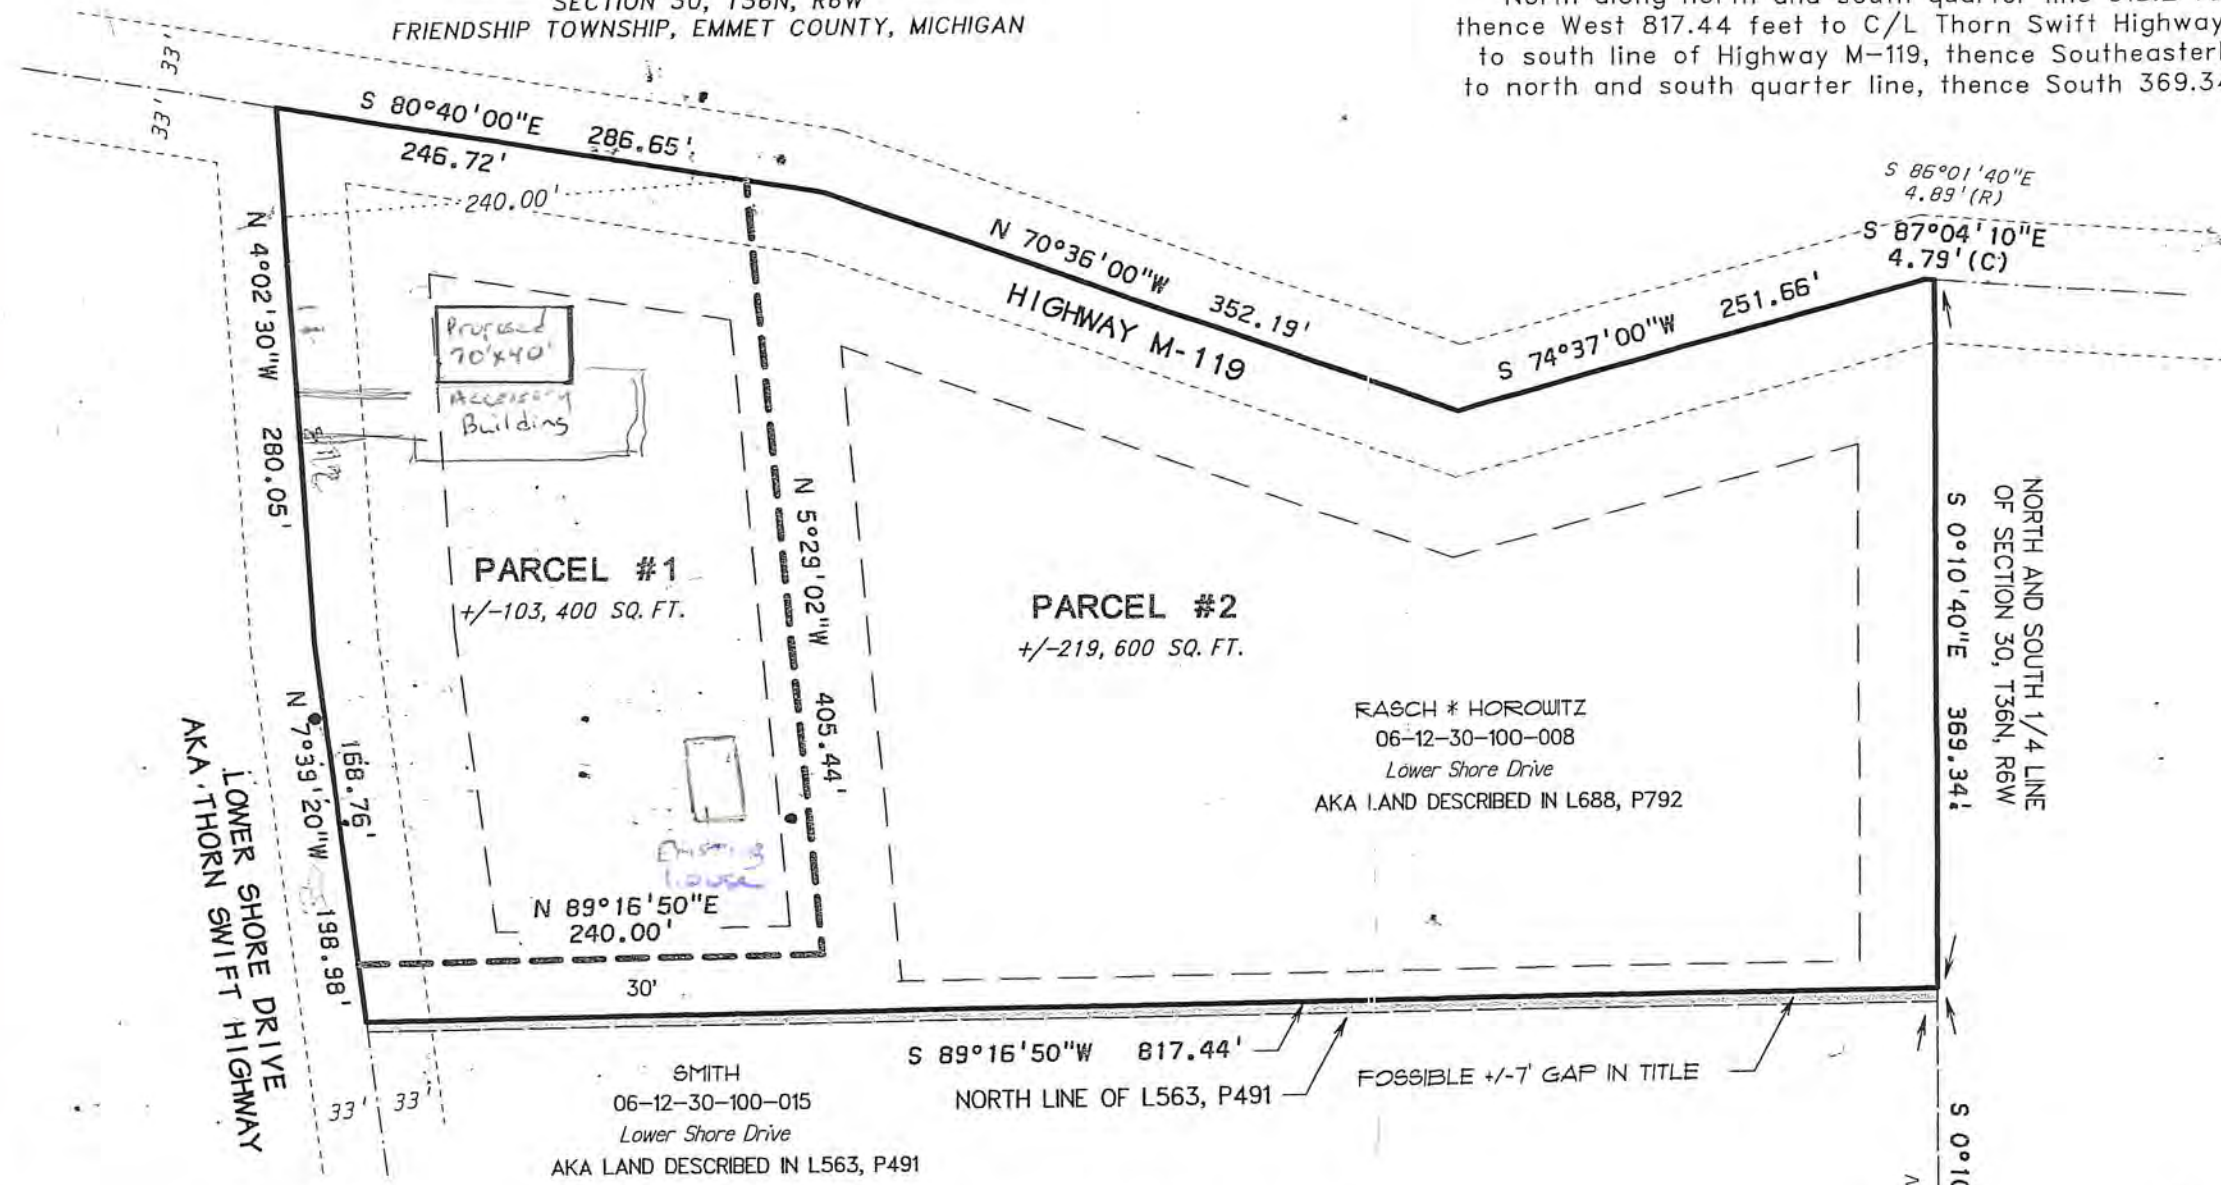 FRIENDSHIP TOWNSHIP, EMMET COUNTY, MICHIGAN
thence West 817.44 feet to C/L Thorn Swift Highway
to south line of Highway M-119, thence Southeasterl
to north and south quarter line, thence South 369.34
33'
33'
S 80°40'00"E 286.65'
246.72'
240.00'
N 4°02'30"W 280.05'
Proposed
70'x40'
Accessory
Building
N 70°36'00"W 352.19'
HIGHWAY M-119
S 86°01'40"E
4.89'(R)
S 87°04'10"E
4.79'(C)
S 74°37'00"W 251.66'
NORTH AND SOUTH 1/4 LINE
OF SECTION 30, T36N, R6W
S 0°10'40"E 369.34'
N 5°29'02"W 405.44'
PARCEL #1
+/-103,400 SQ.FT.
PARCEL #2
+/-219,600 SQ.FT.
RASCH * HOROWITZ
06-12-30-100-008
Lower Shore Drive
AKA LAND DESCRIBED IN L688, P792
Existing
house
N 7°39'20"W 198.98'
168.76'
LOWER SHORE DRIVE
AKA THORN SWIFT HIGHWAY
N 89°16'50"E
240.00'
30'
S 89°16'50"W 817.44'
NORTH LINE OF L563, P491
POSSIBLE +/-7' GAP IN TITLE
SMITH
06-12-30-100-015
Lower Shore Drive
AKA LAND DESCRIBED IN L563, P491
33' 33'
S 0°10